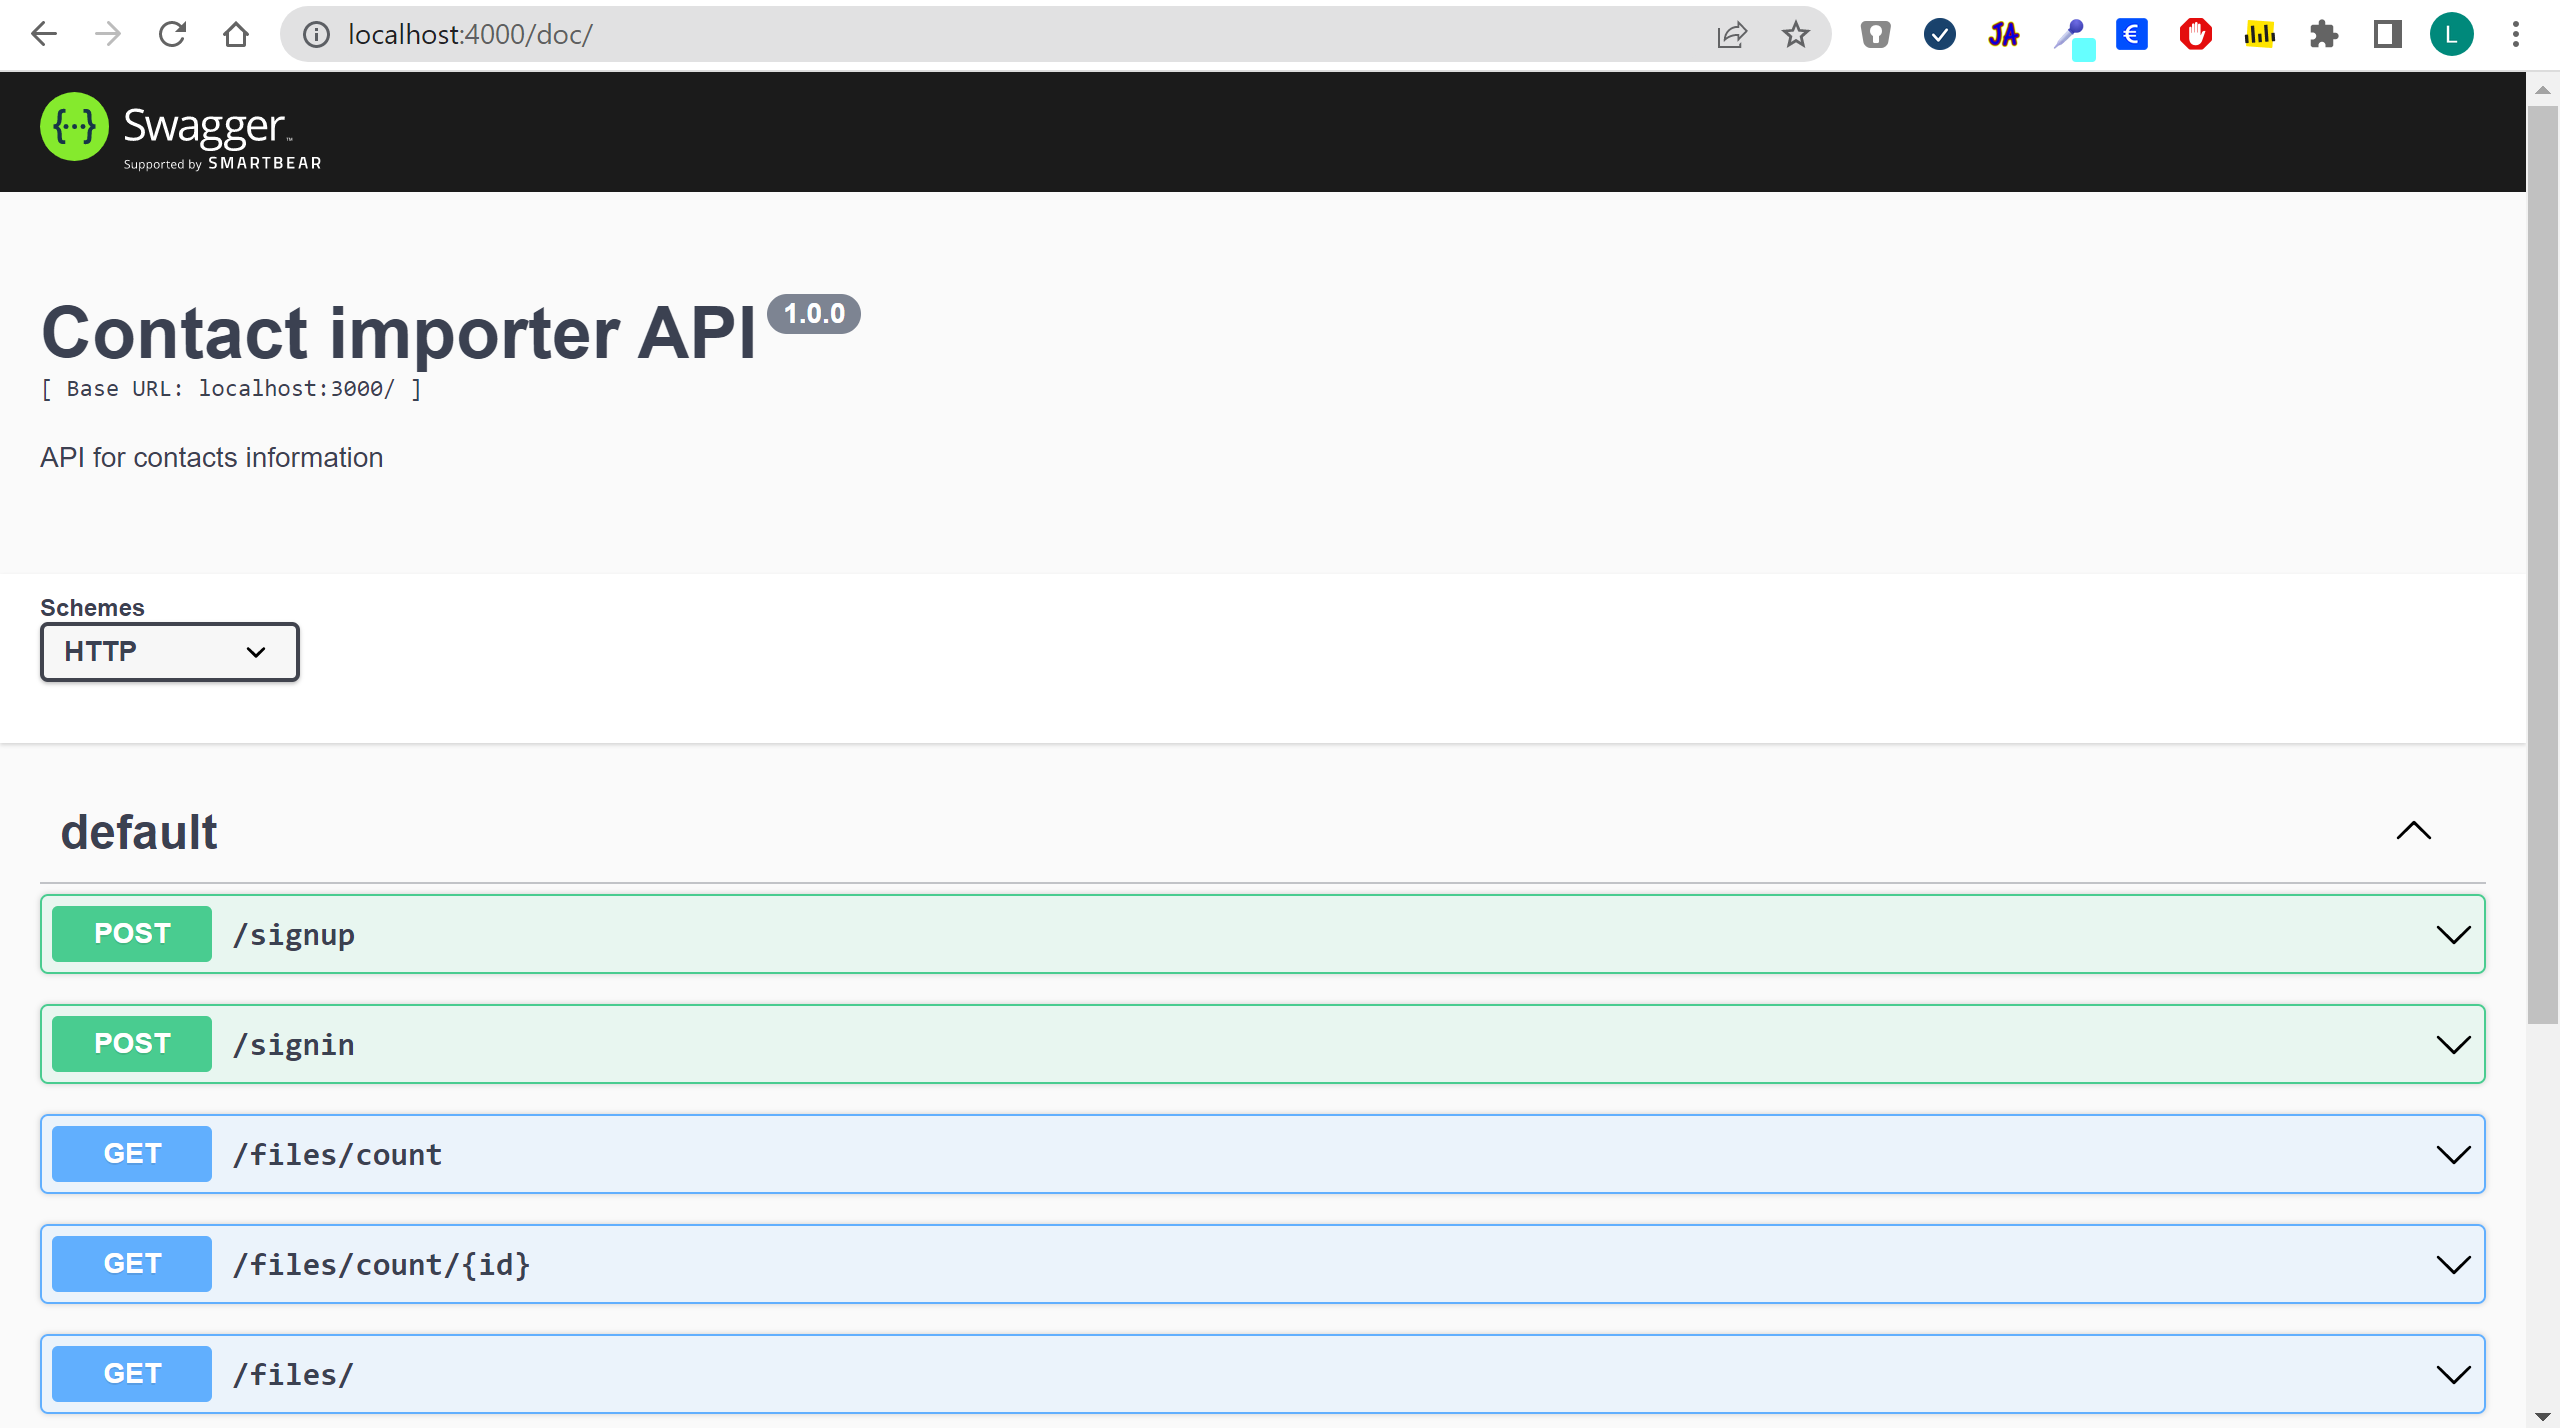 localhost:4000/doc/
JA
€
L
{···} Swagger™
Supported by SMARTBEAR
Contact importer API 1.0.0
[ Base URL: localhost:3000/ ]
API for contacts information
Schemes
HTTP
default
POST /signup
POST /signin
GET /files/count
GET /files/count/{id}
GET /files/